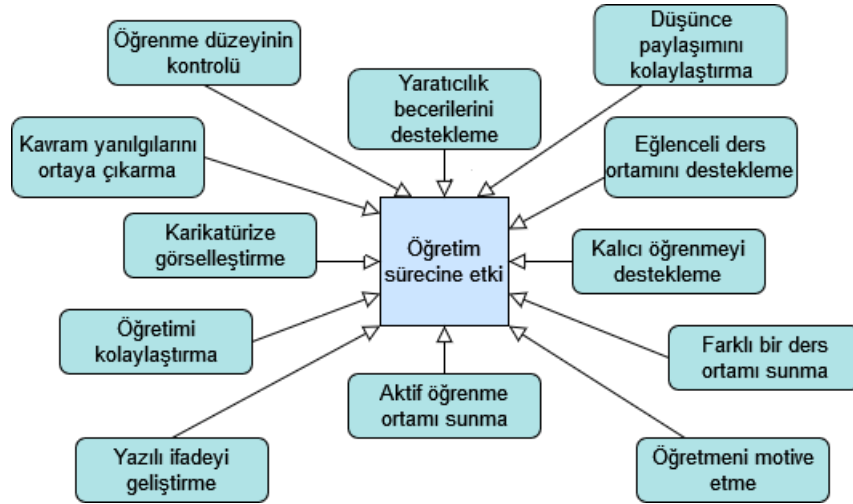 Öğrenme düzeyinin
kontrolü
Düşünce
paylaşımını
kolaylaştırma
Yaratıcılık
becerilerini
destekleme
Kavram yanılgılarını
ortaya çıkarma
Eğlenceli ders
ortamını destekleme
Karikatürize
görselleştirme
Öğretim
sürecine etki
Kalıcı öğrenmeyi
destekleme
Öğretimi
kolaylaştırma
Farklı bir ders
ortamı sunma
Aktif öğrenme
ortamı sunma
Yazılı ifadeyi
geliştirme
Öğretmeni motive
etme